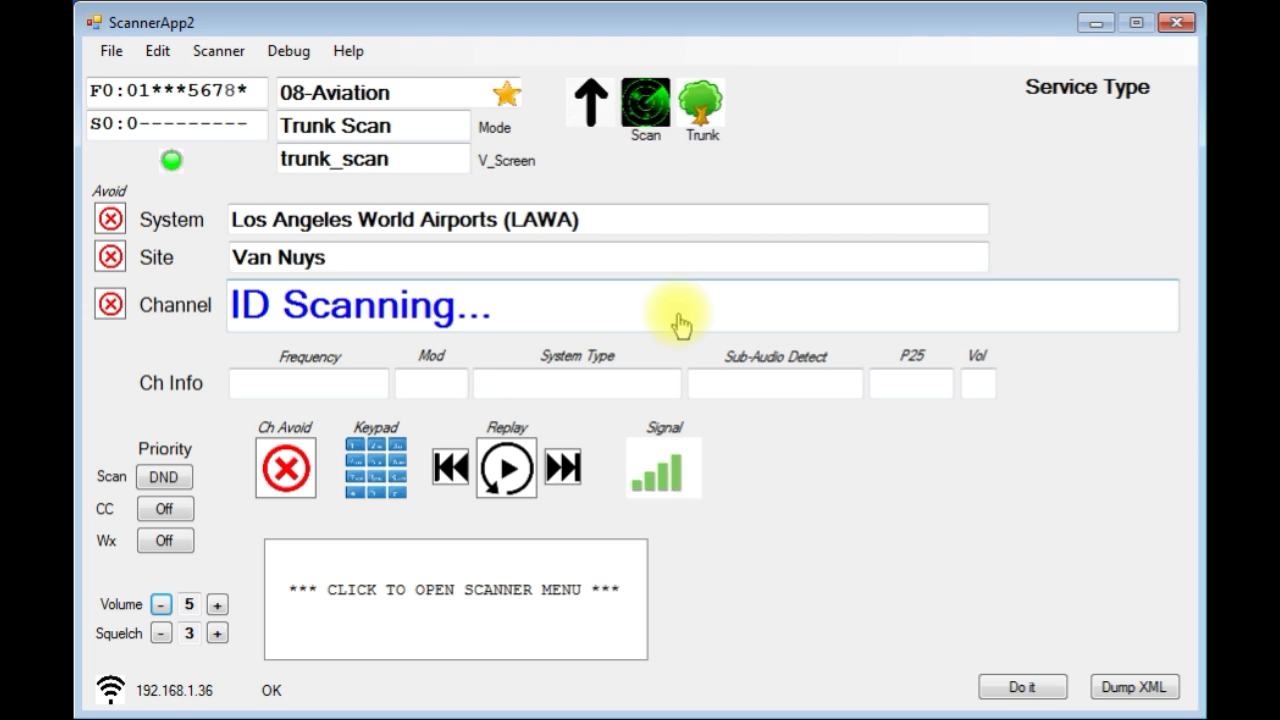 ScannerApp2
File Edit Scanner Debug Help
F0:01***5678* 08-Aviation Service Type
S0:0--------- Trunk Scan Mode Scan Trunk
trunk_scan V_Screen
Avoid
System Los Angeles World Airports (LAWA)
Site Van Nuys
Channel ID Scanning...
Frequency Mod System Type Sub-Audio Detect P25 Vol
Ch Info
Ch Avoid Keypad Replay Signal
Priority
Scan DND
CC Off
Wx Off
*** CLICK TO OPEN SCANNER MENU ***
Volume - 5 +
Squelch - 3 +
192.168.1.36 OK Do it Dump XML